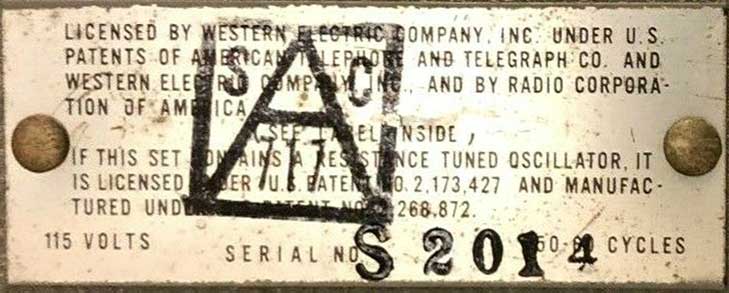 LICENSED BY WESTERN ELECTRIC COMPANY, INC. UNDER U.S.
PATENTS OF AMERICAN TELEPHONE AND TELEGRAPH CO. AND
WESTERN ELECTRIC COMPANY, INC., AND BY RADIO CORPORA-
TION OF AMERICA
(SEE LABEL INSIDE)
IF THIS SET CONTAINS A RESISTANCE TUNED OSCILLATOR, IT
IS LICENSED UNDER U.S. PATENT NO. 2,173,427 AND MANUFAC-
TURED UNDER PATENT NO. 2,268,872.
S A C
117
115 VOLTS SERIAL NO. S 2014 50-60 CYCLES